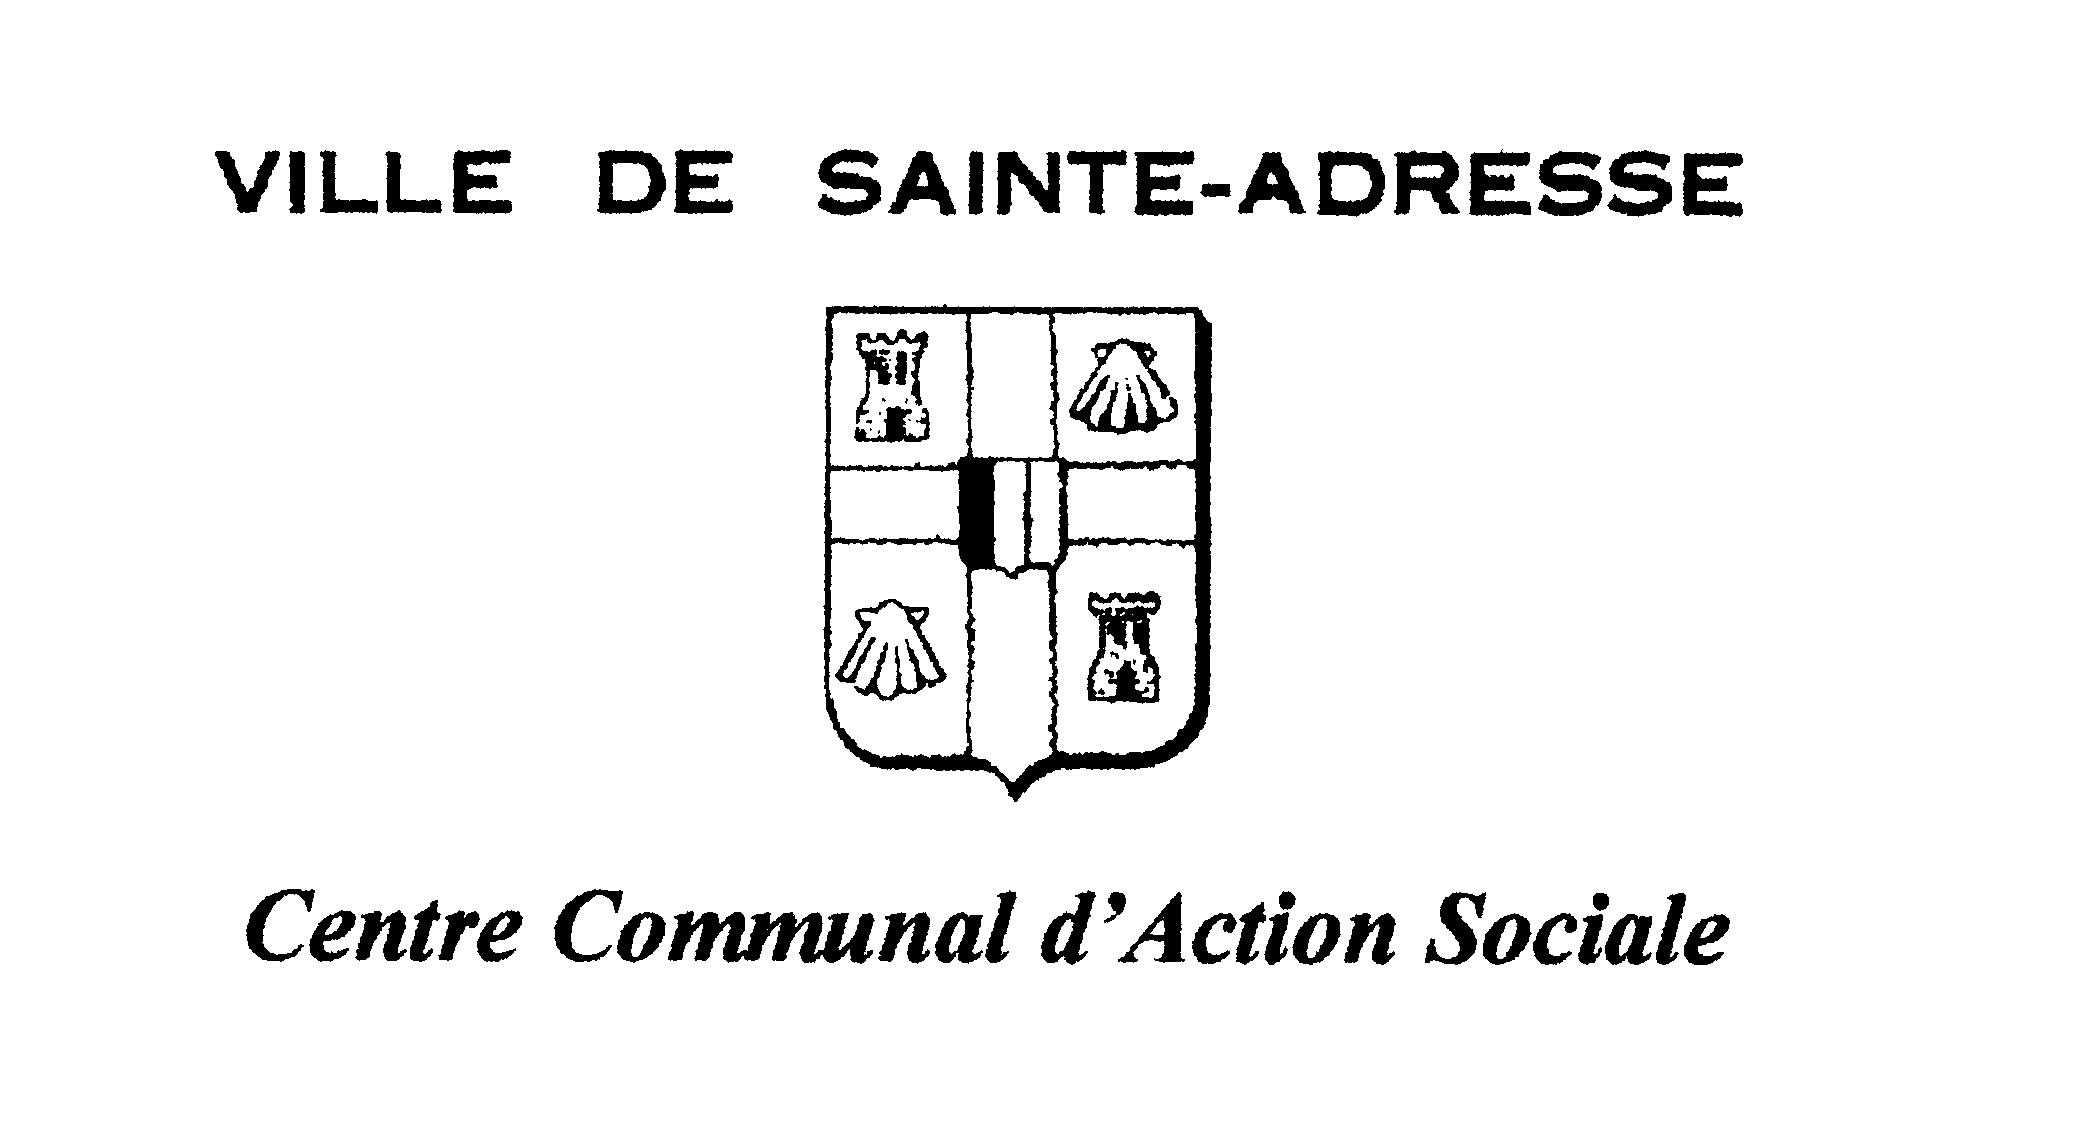 VILLE DE SAINTE-ADRESSE
Centre Communal d'Action Sociale